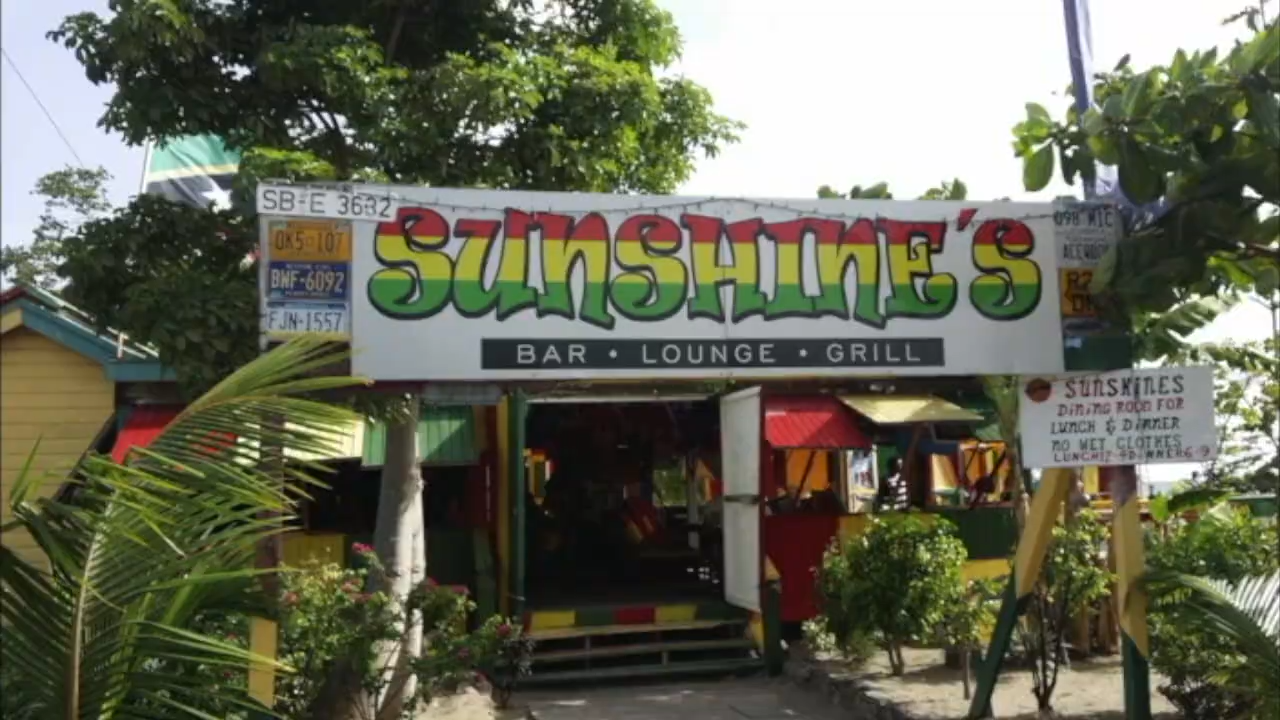 SB-E 3632
OK5-107
BWF-6092
FJN-1557
SUNSHINE'S
BAR • LOUNGE • GRILL
SUNSHINES
DINING ROOM FOR
LUNCH & DINNER
NO WET CLOTHES